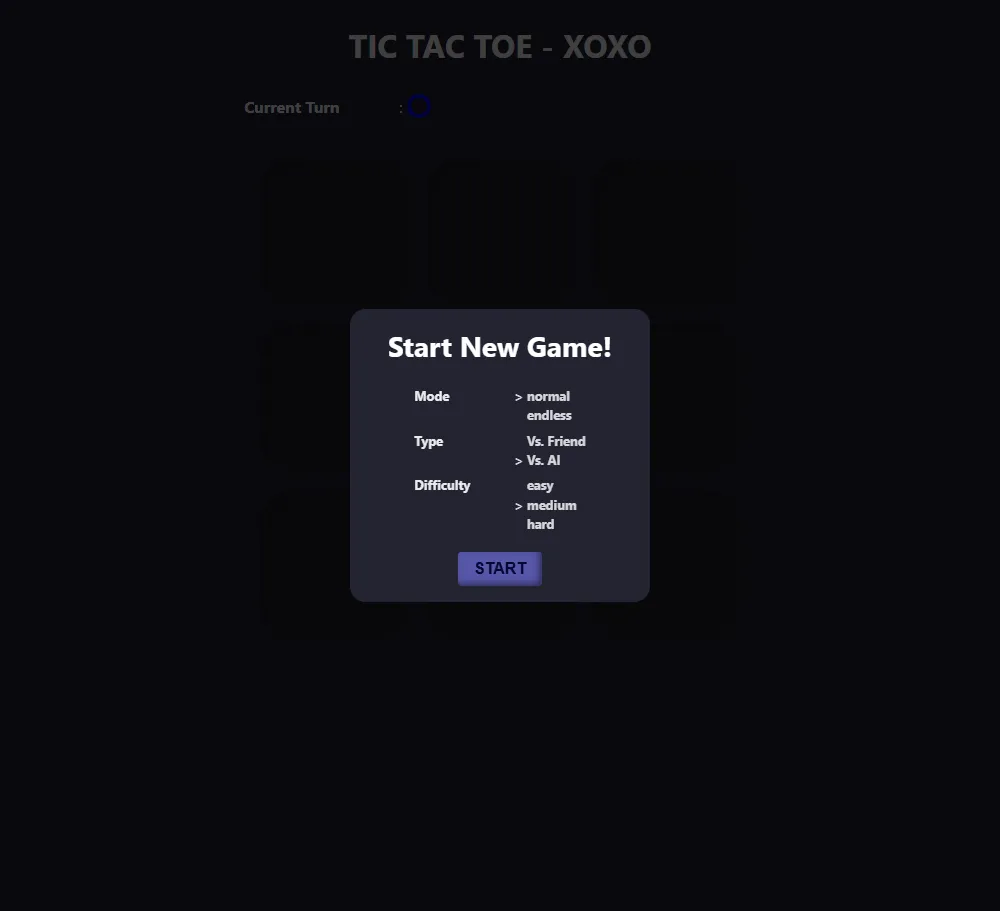 TIC TAC TOE - XOXO
Current Turn :
Start New Game!
Mode > normal
endless
Type Vs. Friend
> Vs. AI
Difficulty easy
> medium
hard
START